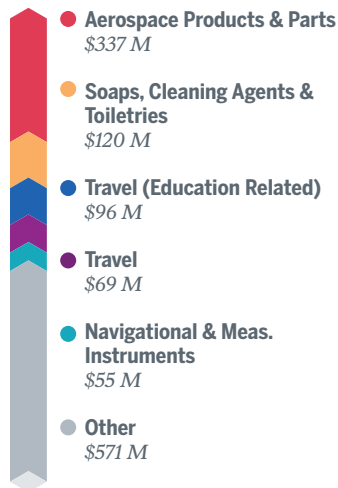 Aerospace Products & Parts
$337 M
Soaps, Cleaning Agents &
Toiletries
$120 M
Travel (Education Related)
$96 M
Travel
$69 M
Navigational & Meas.
Instruments
$55 M
Other
$571 M